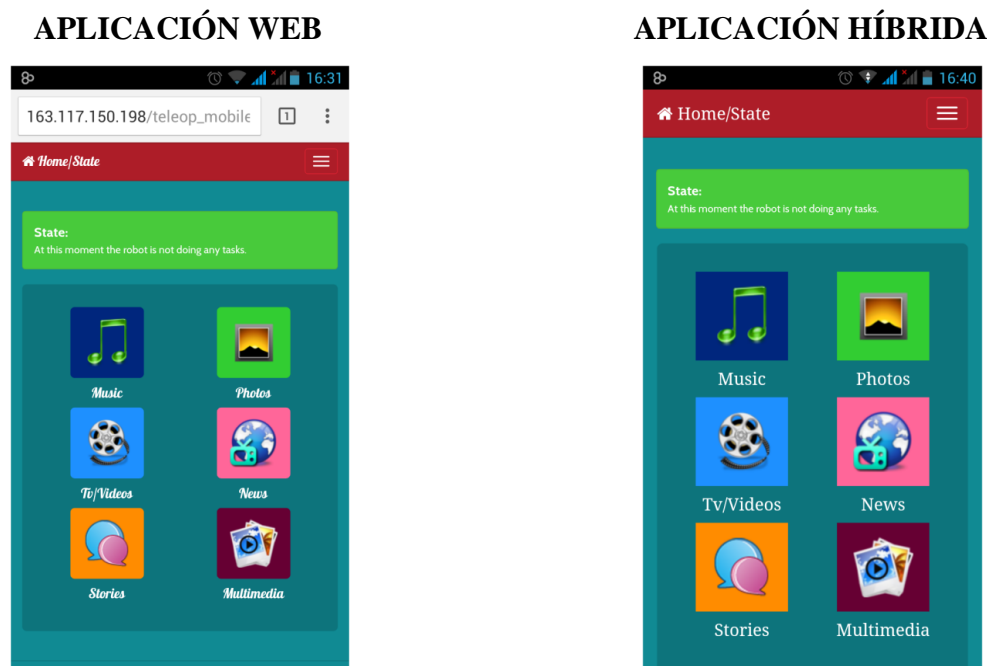 APLICACIÓN WEB
16:31
163.117.150.198/teleop_mobile
1
Home/State
State:
At this moment the robot is not doing any tasks.
Music Photos
Tv/Videos News
Stories Multimedia
APLICACIÓN HÍBRIDA
16:40
Home/State
State:
At this moment the robot is not doing any tasks.
Music Photos
Tv/Videos News
Stories Multimedia